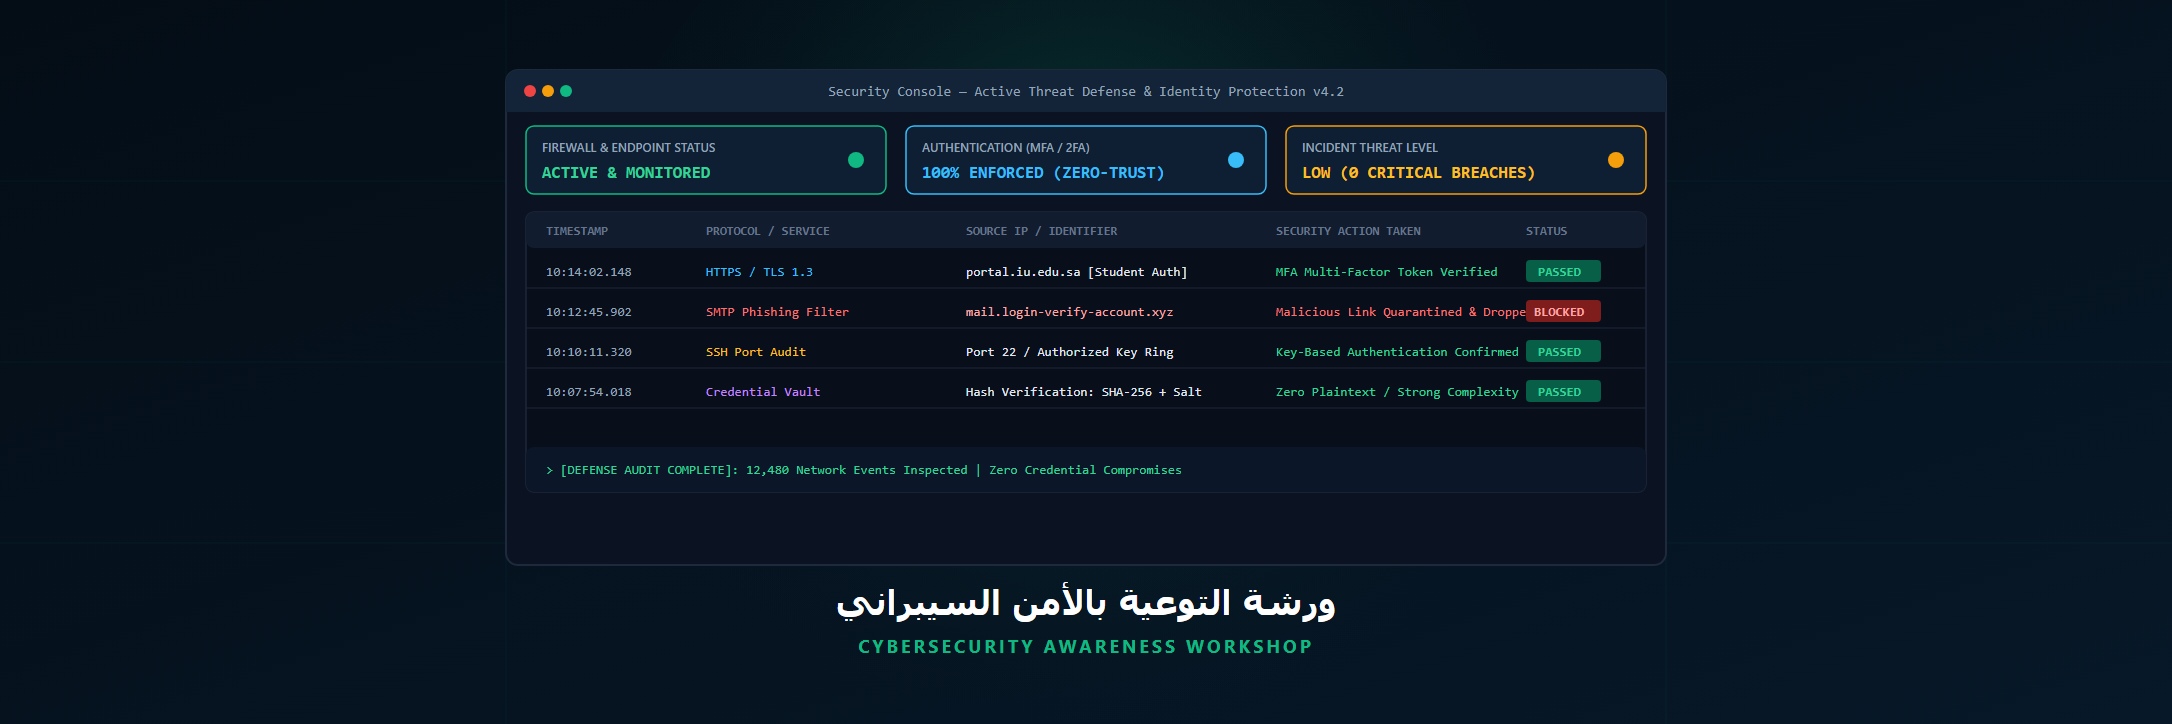 Security Console — Active Threat Defense & Identity Protection v4.2
FIREWALL & ENDPOINT STATUS
ACTIVE & MONITORED
AUTHENTICATION (MFA / 2FA)
100% ENFORCED (ZERO-TRUST)
INCIDENT THREAT LEVEL
LOW (0 CRITICAL BREACHES)
TIMESTAMP PROTOCOL / SERVICE SOURCE IP / IDENTIFIER SECURITY ACTION TAKEN STATUS
10:14:02.148 HTTPS / TLS 1.3 portal.iu.edu.sa [Student Auth] MFA Multi-Factor Token Verified PASSED
10:12:45.902 SMTP Phishing Filter mail.login-verify-account.xyz Malicious Link Quarantined & Droppe BLOCKED
10:10:11.320 SSH Port Audit Port 22 / Authorized Key Ring Key-Based Authentication Confirmed PASSED
10:07:54.018 Credential Vault Hash Verification: SHA-256 + Salt Zero Plaintext / Strong Complexity PASSED
> [DEFENSE AUDIT COMPLETE]: 12,480 Network Events Inspected | Zero Credential Compromises
ورشة التوعية بالأمن السيبراني
CYBERSECURITY AWARENESS WORKSHOP